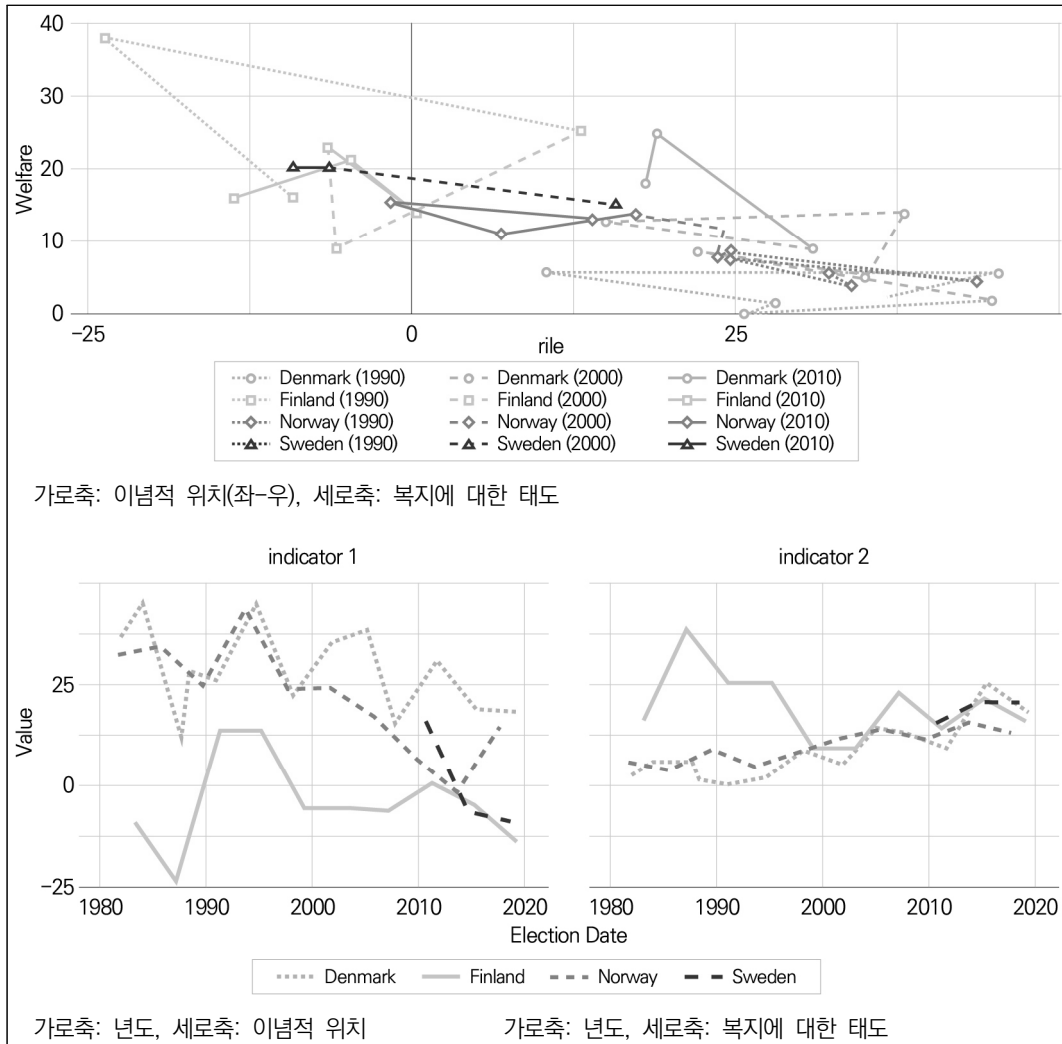 40
30
20
10
0
Welfare
-25 0 25
rile
Denmark (1990) Denmark (2000) Denmark (2010)
Finland (1990) Finland (2000) Finland (2010)
Norway (1990) Norway (2000) Norway (2010)
Sweden (1990) Sweden (2000) Sweden (2010)
가로축: 이념적 위치(좌-우), 세로축: 복지에 대한 태도
indicator 1 indicator 2
25
0
-25
Value
1980 1990 2000 2010 2020 1980 1990 2000 2010 2020
Election Date
Denmark Finland Norway Sweden
가로축: 년도, 세로축: 이념적 위치 가로축: 년도, 세로축: 복지에 대한 태도